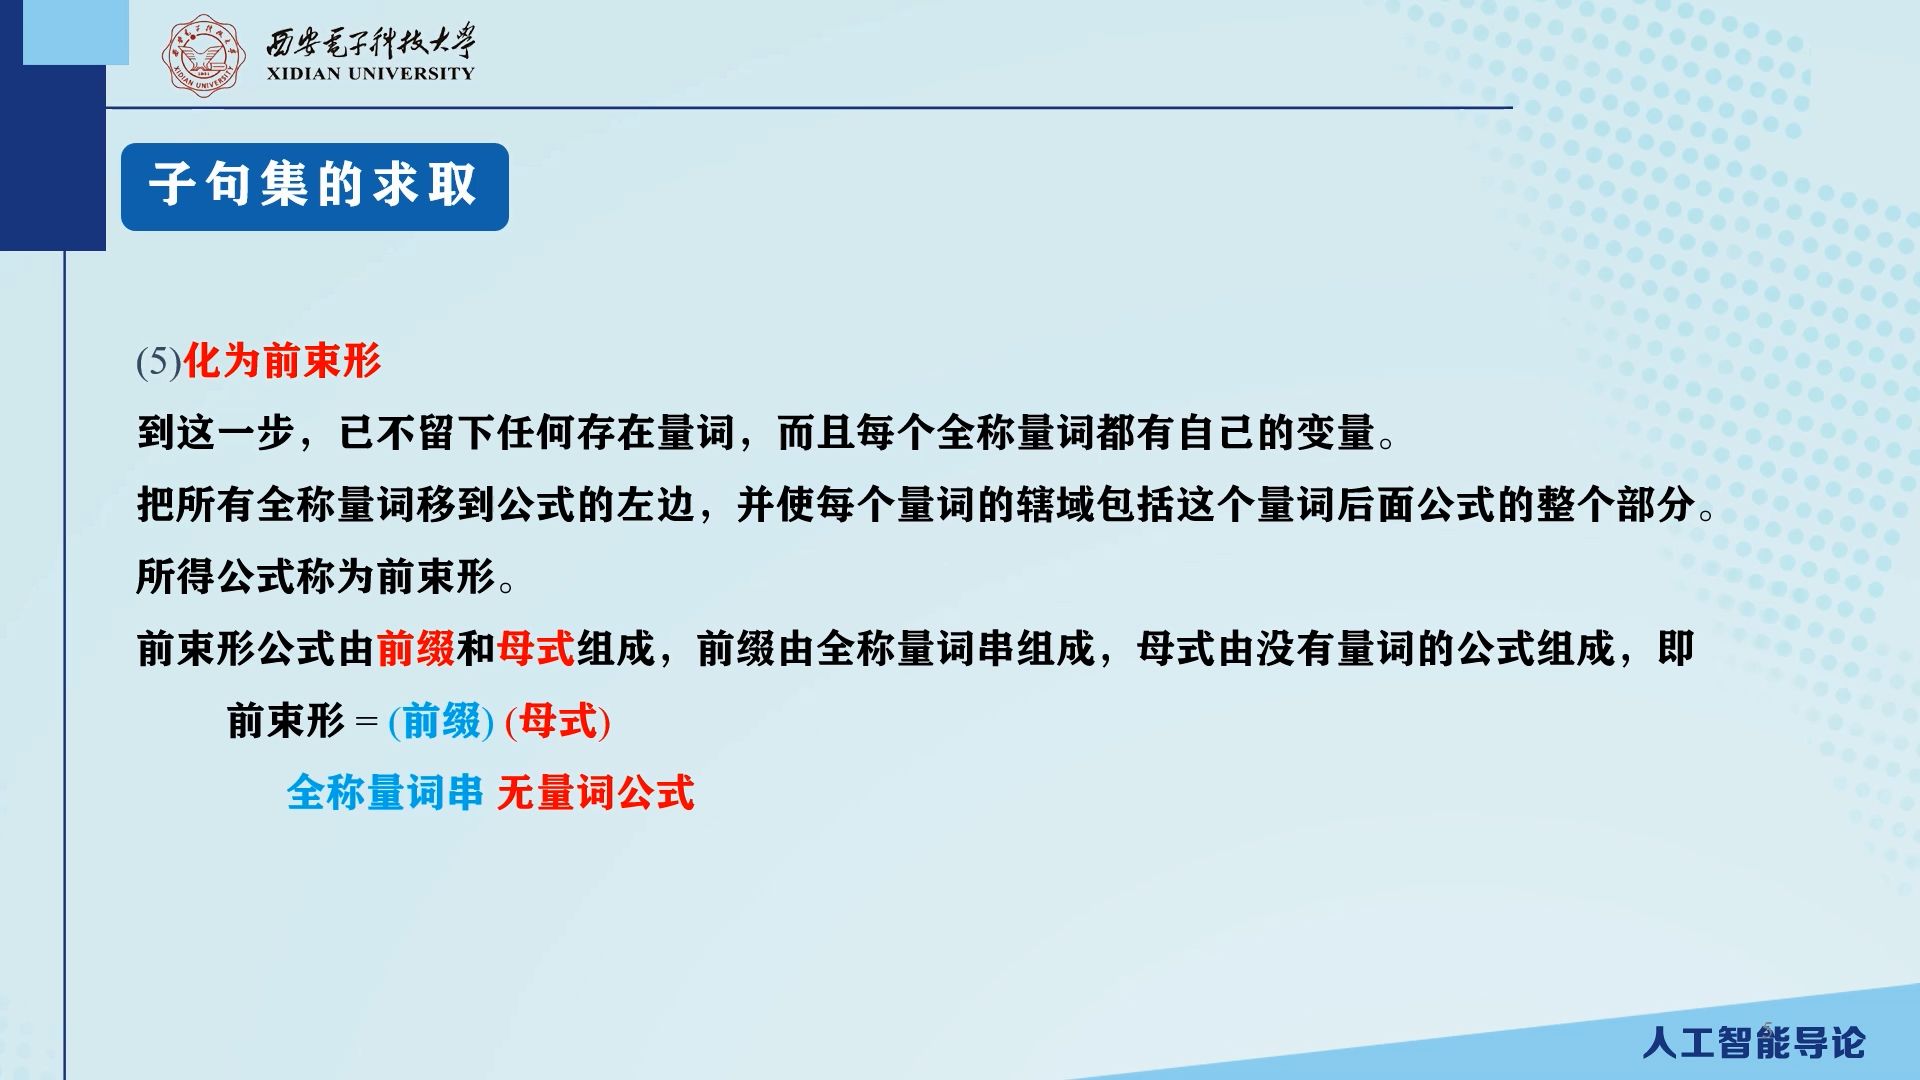 西安电子科技大学
XIDIAN UNIVERSITY
子句集的求取
(5)化为前束形
到这一步，已不留下任何存在量词，而且每个全称量词都有自己的变量。
把所有全称量词移到公式的左边，并使每个量词的辖域包括这个量词后面公式的整个部分。
所得公式称为前束形。
前束形公式由前缀和母式组成，前缀由全称量词串组成，母式由没有量词的公式组成，即
前束形 = (前缀) (母式)
全称量词串 无量词公式
人工智能导论